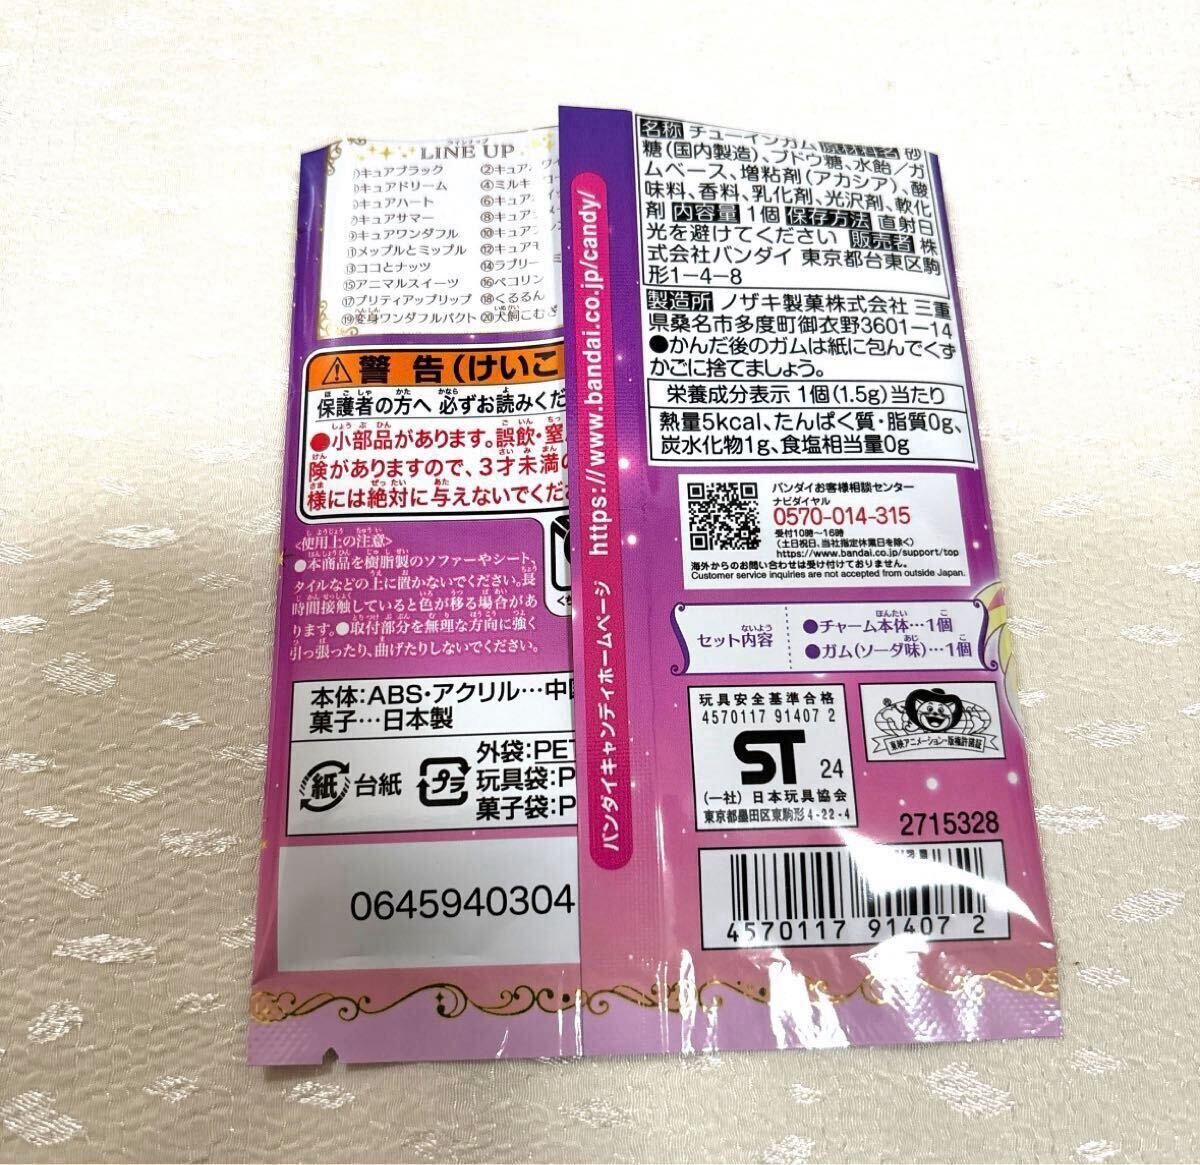 ラインナップ
LINE UP
①キュアブラック ②キュア
③キュアドリーム ④ミルキ
⑤キュアハート ⑥キュア
⑦キュアサマー ⑧キュア
⑨キュアワンダフル ⑩キュア
⑪メップルとミップル ⑫キュア
⑬ココとナッツ ⑭ラブリー
⑮アニマルスイーツ ⑯ペコリン
⑰プリティアップリップ ⑱くるるん
⑲変身ワンダフルパクト ⑳犬飼こむぎ
⚠警 告(けいこ
保護者の方へ 必ずお読みくだ
●小部品があります。誤飲・窒
険がありますので、3才未満の
様には絶対に与えないでくだ
<使用上の注意>
●本商品を樹脂製のソファーやシート、
タイルなどの上に置かないでください。長
時間接触していると色が移る場合があ
ります。●取付部分を無理な方向に強く
引っ張ったり、曲げたりしないでください。
本体:ABS・アクリル…中
菓子…日本製
紙 台紙
プラ
外袋:PE
玩具袋:P
菓子袋:P
0645940304
バンダイキャンディホームページ https://www.bandai.co.jp/candy/
名称 チューインガム 原材料名 砂
糖(国内製造)、ブドウ糖、水飴/ガ
ムベース、増粘剤(アカシア)、酸
味料、香料、乳化剤、光沢剤、軟化
剤 内容量 1個 保存方法 直射日
光を避けてください 販売者 株
式会社バンダイ 東京都台東区駒
形1-4-8
製造所 ノザキ製菓株式会社 三重
県桑名市多度町御衣野3601-14
●かんだ後のガムは紙に包んでくず
かごに捨てましょう。
栄養成分表示 1個(1.5g)当たり
熱量5kcal、たんぱく質・脂質0g、
炭水化物1g、食塩相当量0g
バンダイお客様相談センター
ナビダイヤル
0570-014-315
受付10時～16時
(土日祝日、当社指定休業日を除く)
https://www.bandai.co.jp/support/top
海外からのお問い合わせは受け付けておりません。
Customer service inquiries are not accepted from outside Japan.
セット内容
●チャーム本体…1個
●ガム(ソーダ味)…1個
玩具安全基準合格
4570117 91407 2
ST 24
(一社) 日本玩具協会
東京都墨田区東駒形4-22-4
東映アニメーション・版権許諾証
2715328
4570117 91407 2